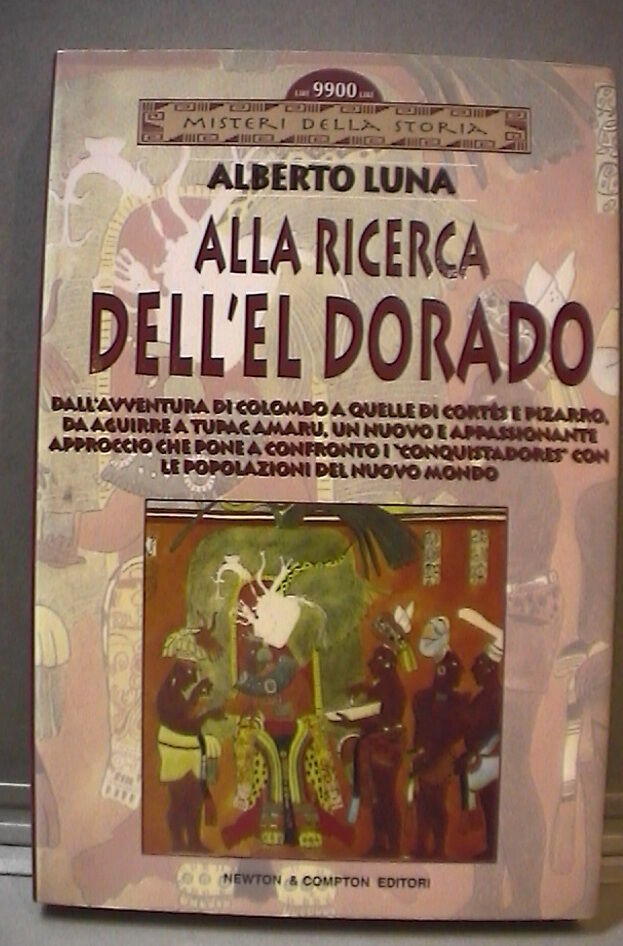 LIRE 9900 LIRE
MISTERI DELLA STORIA
ALBERTO LUNA
ALLA RICERCA
DELL'EL DORADO
DALL'AVVENTURA DI COLOMBO A QUELLE DI CORTÉS E PIZARRO,
DA AGUIRRE A TUPAC AMARU, UN NUOVO E APPASSIONANTE
APPROCCIO CHE PONE A CONFRONTO I "CONQUISTADORES" CON
LE POPOLAZIONI DEL NUOVO MONDO
NEWTON & COMPTON EDITORI